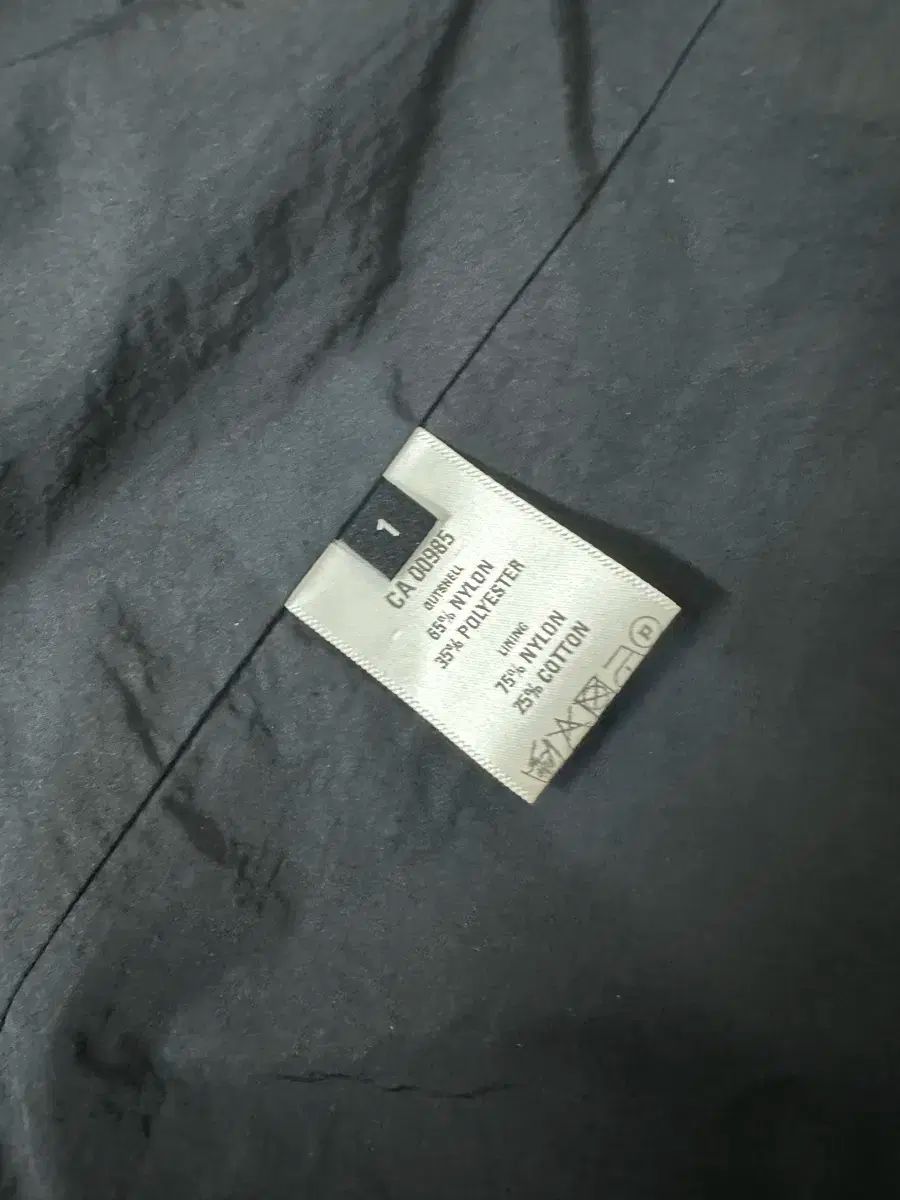 1
CA 00985
OUTSHELL
65% NYLON
35% POLYESTER
LINING
75% NYLON
25% COTTON
P